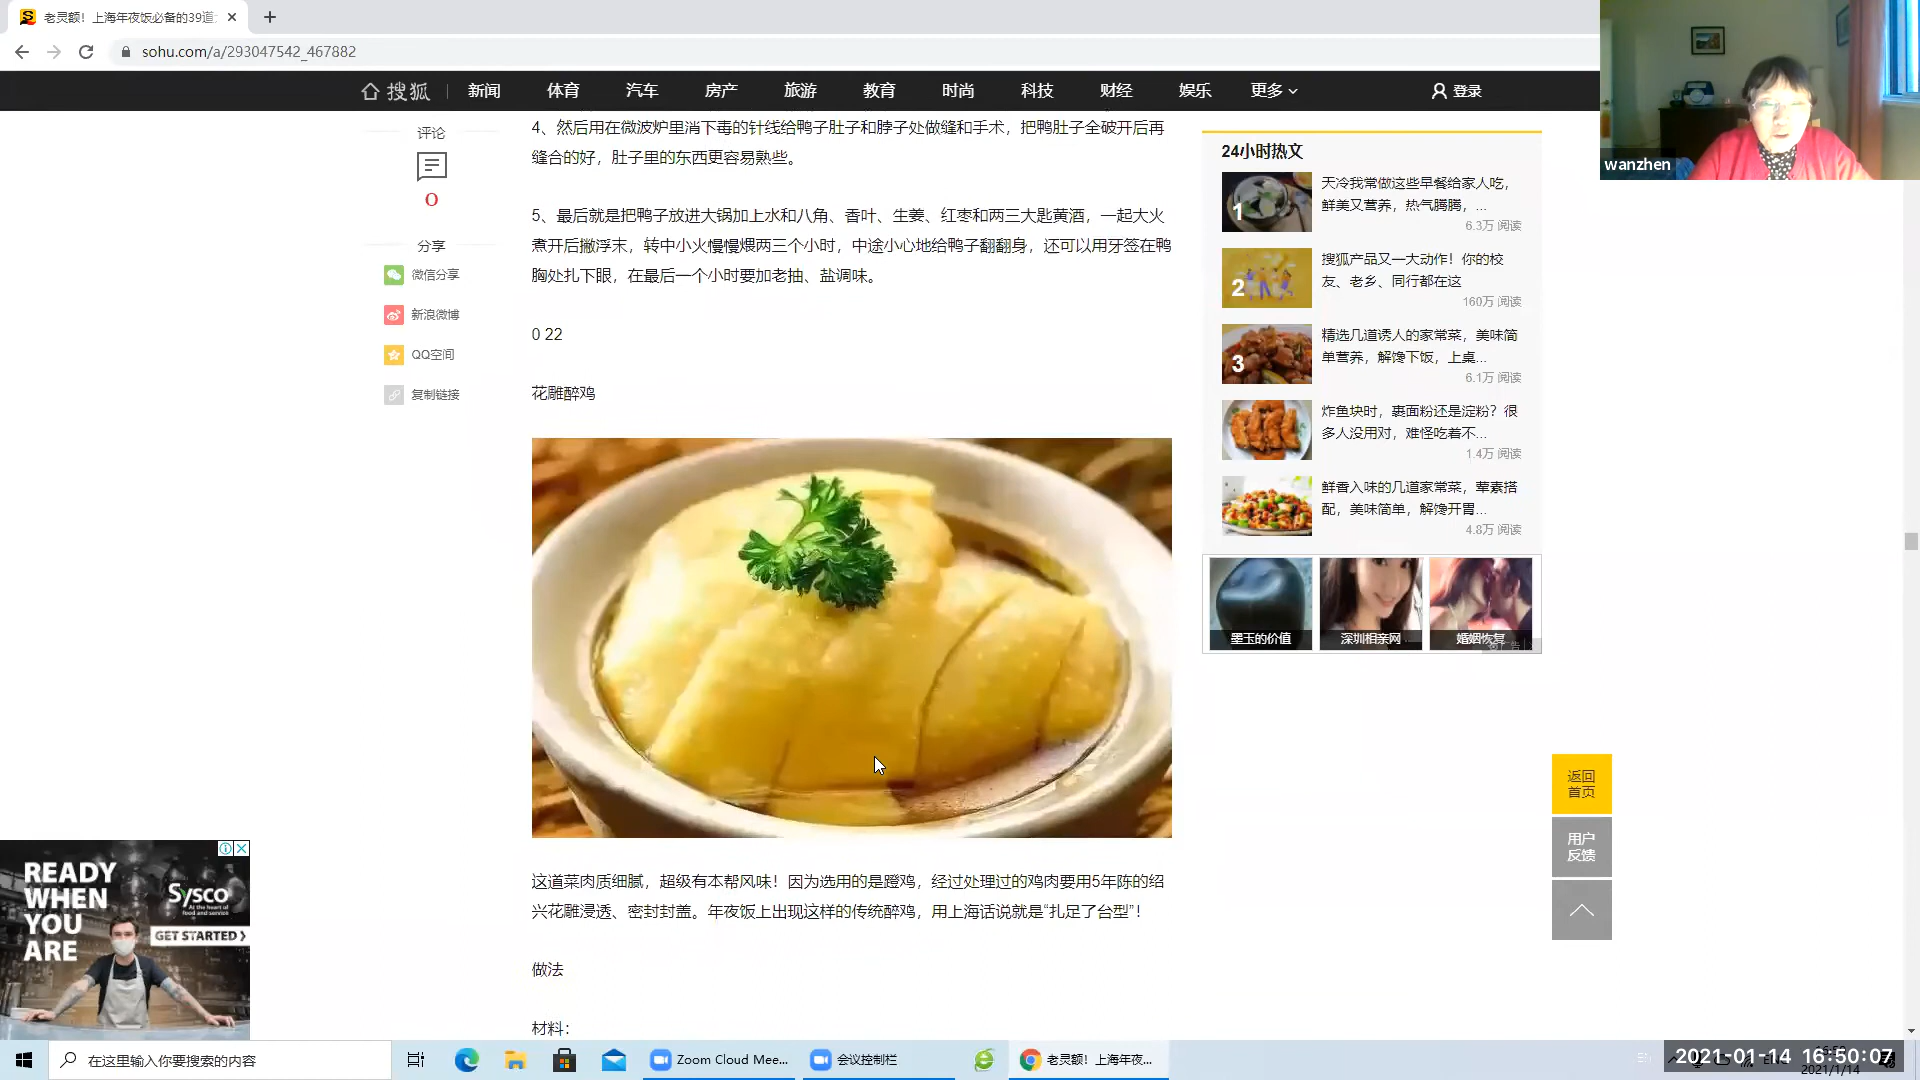 老灵额！上海年夜饭必备的39道
sohu.com/a/293047542_467882
搜狐 新闻 体育 汽车 房产 旅游 教育 时尚 科技 财经 娱乐 更多 登录
wanzhen
评论
0
分享
微信分享
新浪微博
QQ空间
复制链接
4、然后用在微波炉里消下毒的针线给鸭子肚子和脖子处做缝和手术，把鸭肚子全破开后再
缝合的好，肚子里的东西更容易熟些。
5、最后就是把鸭子放进大锅加上水和八角、香叶、生姜、红枣和两三大匙黄酒，一起大火
煮开后撇浮末，转中小火慢慢煨两三个小时，中途小心地给鸭子翻翻身，还可以用牙签在鸭
胸处扎下眼，在最后一个小时要加老抽、盐调味。
0 22
花雕醉鸡
这道菜肉质细腻，超级有本帮风味！因为选用的是蹬鸡，经过处理过的鸡肉要用5年陈的绍
兴花雕浸透、密封封盖。年夜饭上出现这样的传统醉鸡，用上海话说就是“扎足了台型”！
做法
材料：
24小时热文
1
天冷我常做这些早餐给家人吃，
鲜美又营养，热气腾腾，...
6.3万 阅读
2
搜狐产品又一大动作！你的校
友、老乡、同行都在这
160万 阅读
3
精选几道诱人的家常菜，美味简
单营养，解馋下饭，上桌...
6.1万 阅读
炸鱼块时，裹面粉还是淀粉？很
多人没用对，难怪吃着不...
1.4万 阅读
鲜香入味的几道家常菜，荤素搭
配，美味简单，解馋开胃...
4.8万 阅读
墨玉的价值 深圳相亲网 婚姻恢复
返回
首页
用户
反馈
READY
WHEN
YOU
ARE
Sysco
At the heart of
food and service
GET STARTED
在这里输入你要搜索的内容
Zoom Cloud Mee...
会议控制栏
老灵额！上海年夜...
2021-01-14 16:50:07
2021/1/14